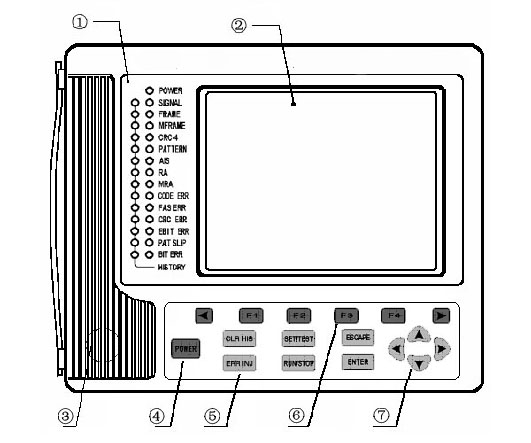 ① ②
POWER
SIGNAL
FRAME
MFRAME
CRC-4
PATTERN
AIS
RA
MRA
CODE ERR
FAS ERR
CRC ERR
EBIT ERR
PAT SLIP
BIT ERR
HISTORY
F1 F2 F3 F4
CLR HIS SET/TEST ESCAPE
POWER
ERR INJ RUN/STOP ENTER
③ ④ ⑤ ⑥ ⑦